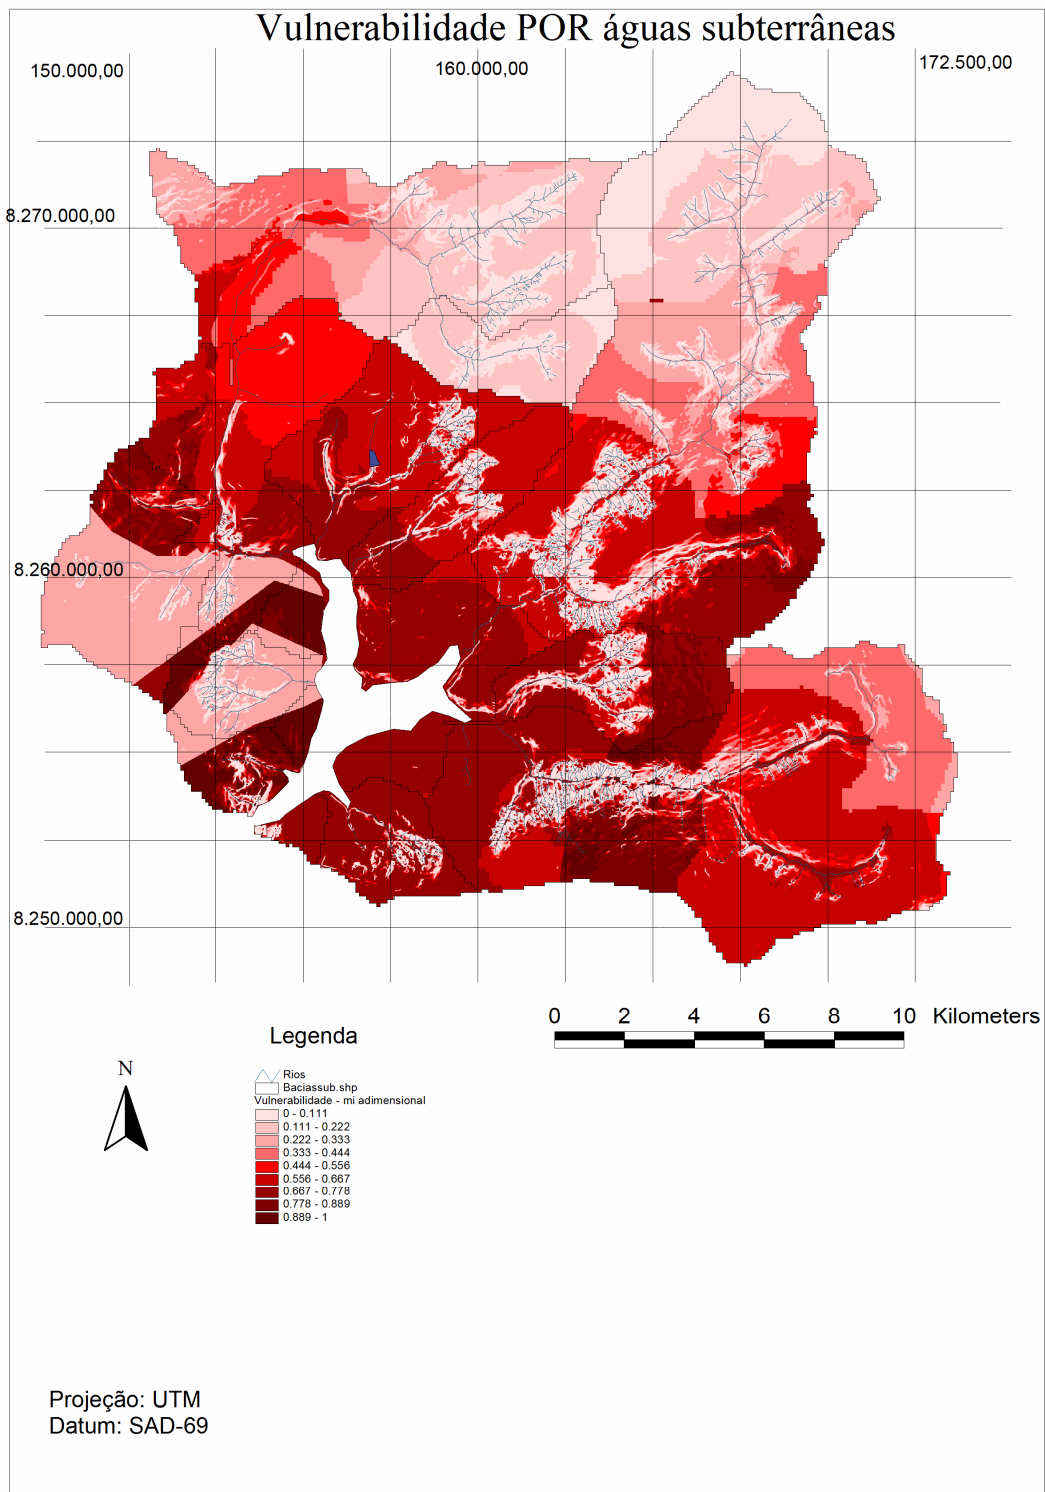 Vulnerabilidade POR águas subterrâneas
150.000,00
160.000,00
172.500,00
8.270.000,00
8.260.000,00
8.250.000,00
0 2 4 6 8 10 Kilometers
Legenda
N
Rios
Baciassub.shp
Vulnerabilidade - mi adimensional
0 - 0.111
0.111 - 0.222
0.222 - 0.333
0.333 - 0.444
0.444 - 0.556
0.556 - 0.667
0.667 - 0.778
0.778 - 0.889
0.889 - 1
Projeção: UTM
Datum: SAD-69